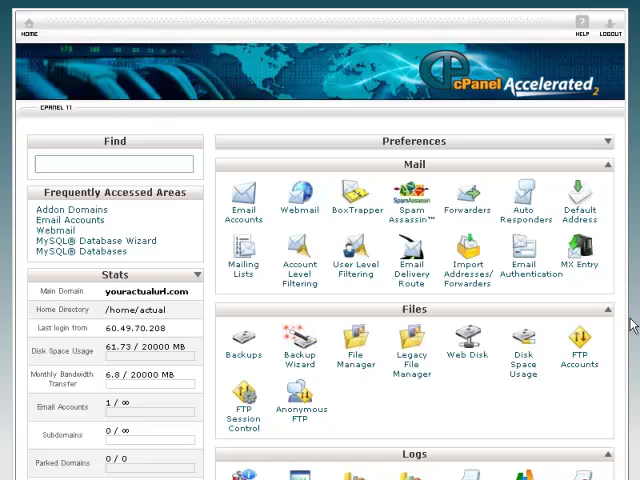 HOME
HELP
LOGOUT
cPanel Accelerated2
CPANEL 11
Find
Frequently Accessed Areas
Addon Domains
Email Accounts
Webmail
MySQL® Database Wizard
MySQL® Databases
Stats
Main Domain youractualurl.com
Home Directory /home/actual
Last login from 60.49.70.208
Disk Space Usage 61.73 / 20000 MB
Monthly Bandwidth Transfer 6.8 / 20000 MB
Email Accounts 1 / ∞
Subdomains 0 / ∞
Parked Domains 0 / 0
Preferences
Mail
Email Accounts
Webmail
BoxTrapper
SpamAssassin
Spam Assassin™
Forwarders
Auto Responders
Default Address
Mailing Lists
Account Level Filtering
User Level Filtering
Email Delivery Route
Import Addresses/ Forwarders
Email Authentication
MX Entry
Files
Backups
Backup Wizard
File Manager
Legacy File Manager
Web Disk
Disk Space Usage
FTP Accounts
FTP Session Control
Anonymous FTP
Logs